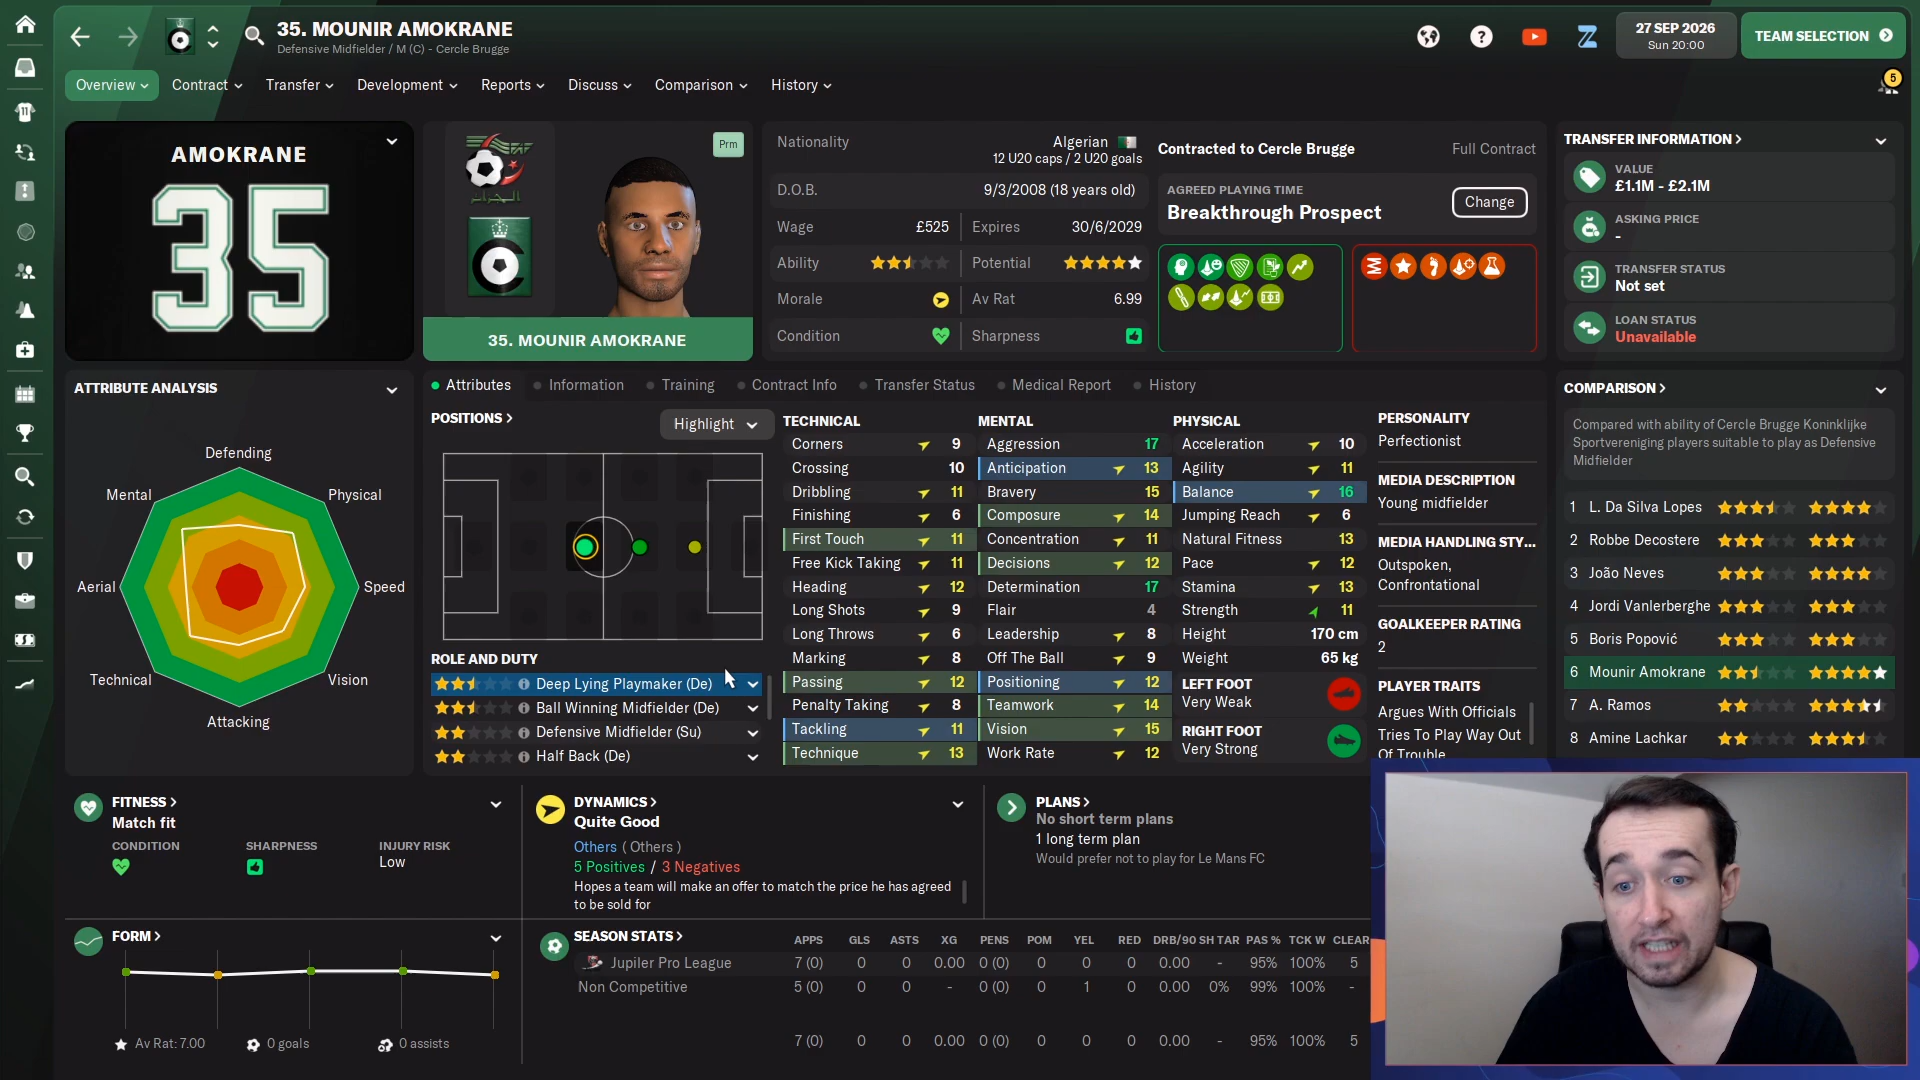 35. MOUNIR AMOKRANE
Defensive Midfielder / M (C) - Cercle Brugge
27 SEP 2026
Sun 20:00
TEAM SELECTION
Overview
Contract
Transfer
Development
Reports
Discuss
Comparison
History
5
AMOKRANE
35
Prm
35. MOUNIR AMOKRANE
Nationality
Algerian
12 U20 caps / 2 U20 goals
D.O.B.
9/3/2008 (18 years old)
Wage £525
Expires 30/6/2029
Ability
Potential
Morale
Av Rat 6.99
Condition
Sharpness
Contracted to Cercle Brugge
Full Contract
AGREED PLAYING TIME
Breakthrough Prospect
Change
TRANSFER INFORMATION >
VALUE
£1.1M - £2.1M
ASKING PRICE
-
TRANSFER STATUS
Not set
LOAN STATUS
Unavailable
ATTRIBUTE ANALYSIS
Defending
Mental
Physical
Aerial
Speed
Technical
Vision
Attacking
Attributes
Information
Training
Contract Info
Transfer Status
Medical Report
History
POSITIONS >
Highlight
ROLE AND DUTY
Deep Lying Playmaker (De)
Ball Winning Midfielder (De)
Defensive Midfielder (Su)
Half Back (De)
TECHNICAL
Corners 9
Crossing 10
Dribbling 11
Finishing 6
First Touch 11
Free Kick Taking 11
Heading 12
Long Shots 9
Long Throws 6
Marking 8
Passing 12
Penalty Taking 8
Tackling 11
Technique 13
MENTAL
Aggression 17
Anticipation 13
Bravery 15
Composure 14
Concentration 11
Decisions 12
Determination 17
Flair 4
Leadership 8
Off The Ball 9
Positioning 12
Teamwork 14
Vision 15
Work Rate 12
PHYSICAL
Acceleration 10
Agility 11
Balance 16
Jumping Reach 6
Natural Fitness 13
Pace 12
Stamina 13
Strength 11
Height 170 cm
Weight 65 kg
LEFT FOOT
Very Weak
RIGHT FOOT
Very Strong
PERSONALITY
Perfectionist
MEDIA DESCRIPTION
Young midfielder
MEDIA HANDLING STY...
Outspoken,
Confrontational
GOALKEEPER RATING
2
PLAYER TRAITS
Argues With Officials
Tries To Play Way Out
Of Trouble
COMPARISON >
Compared with ability of Cercle Brugge Koninklijke
Sportvereniging players suitable to play as Defensive
Midfielder
1 L. Da Silva Lopes
2 Robbe Decostere
3 João Neves
4 Jordi Vanlerberghe
5 Boris Popović
6 Mounir Amokrane
7 A. Ramos
8 Amine Lachkar
FITNESS >
Match fit
CONDITION
SHARPNESS
INJURY RISK
Low
DYNAMICS >
Quite Good
Others ( Others )
5 Positives / 3 Negatives
Hopes a team will make an offer to match the price he has agreed
to be sold for
PLANS >
No short term plans
1 long term plan
Would prefer not to play for Le Mans FC
FORM >
Av Rat: 7.00
0 goals
0 assists
SEASON STATS >
APPS GLS ASTS XG PENS POM YEL RED DRB/90 SH TAR PAS % TCK W CLEAR
Jupiler Pro League 7 (0) 0 0 0.00 0 (0) 0 0 0 0.00 - 95% 100% 5
Non Competitive 5 (0) 0 0 - 0 (0) 0 1 0 0.00 0% 99% 100% -
7 (0) 0 0 0.00 0 (0) 0 0 0 0.00 - 95% 100% 5